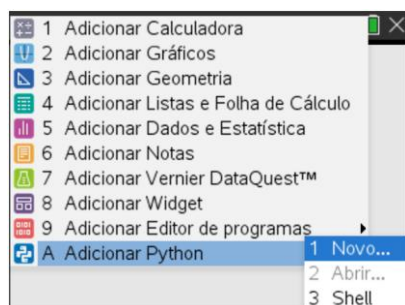 1 Adicionar Calculadora
2 Adicionar Gráficos
3 Adicionar Geometria
4 Adicionar Listas e Folha de Cálculo
5 Adicionar Dados e Estatística
6 Adicionar Notas
7 Adicionar Vernier DataQuest™
8 Adicionar Widget
9 Adicionar Editor de programas
A Adicionar Python
1 Novo...
2 Abrir...
3 Shell